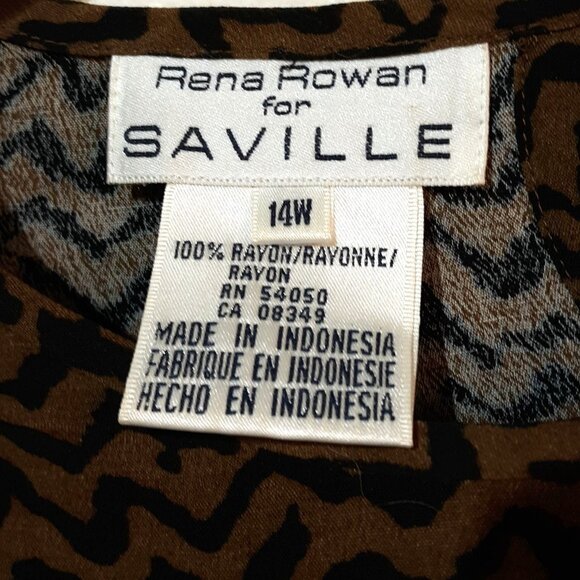 Rena Rowan
for
SAVILLE
14W
100% RAYON/RAYONNE/
RAYON
RN 54050
CA 08349
MADE IN INDONESIA
FABRIQUE EN INDONESIE
HECHO EN INDONESIA